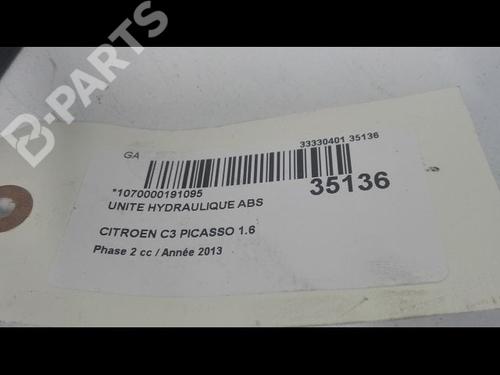 B-PARTS
GA
33330401 35136
*1070000191095
35136
UNITE HYDRAULIQUE ABS
CITROEN C3 PICASSO 1.6
Phase 2 cc / Année 2013